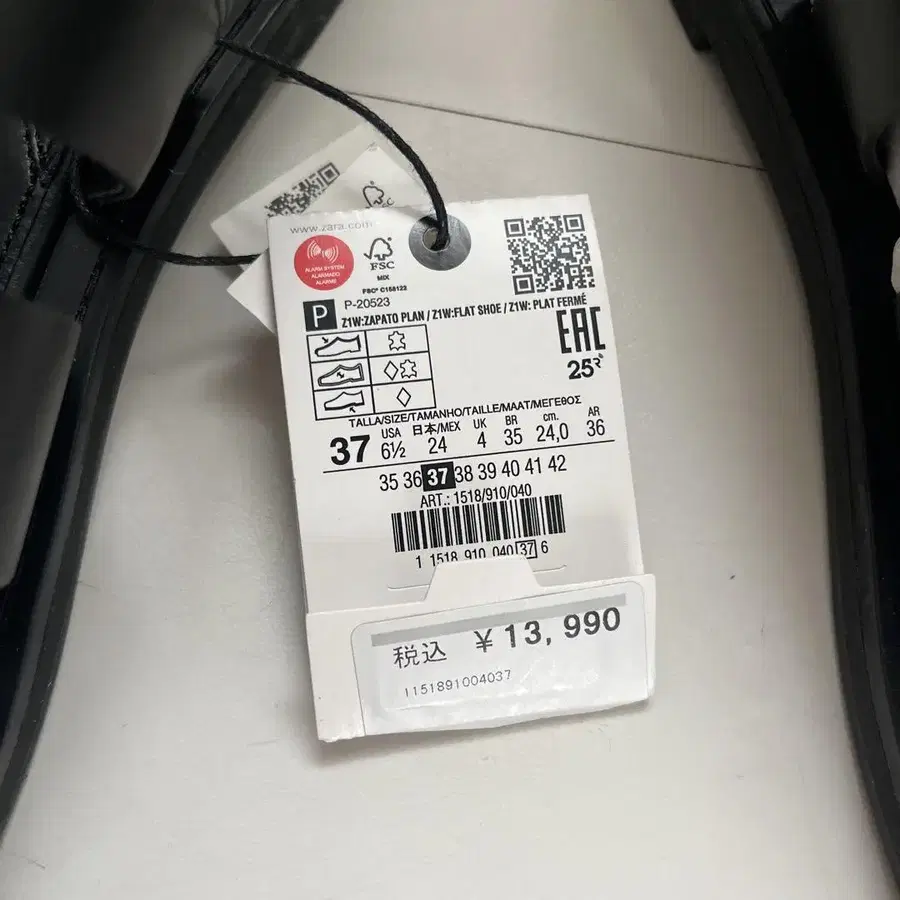 www.zara.com
ALARM SYSTEM
ALARMADO
ALARME
FSC
MIX
FSC® C158123
P P-20523
Z1W:ZAPATO PLAN / Z1W:FLAT SHOE / Z1W: PLAT FERMÉ
EAC
25
TALLA/SIZE/TAMANHO/TAILLE/MAAT/ΜΕΓΕΘΟΣ
37 USA 6½ 日本/MEX 24 UK 4 BR 35 cm. 24,0 AR 36
35 36 37 38 39 40 41 42
ART.: 1518/910/040
1 1518 910 040 37 6
税込 ¥13,990
1151891004037